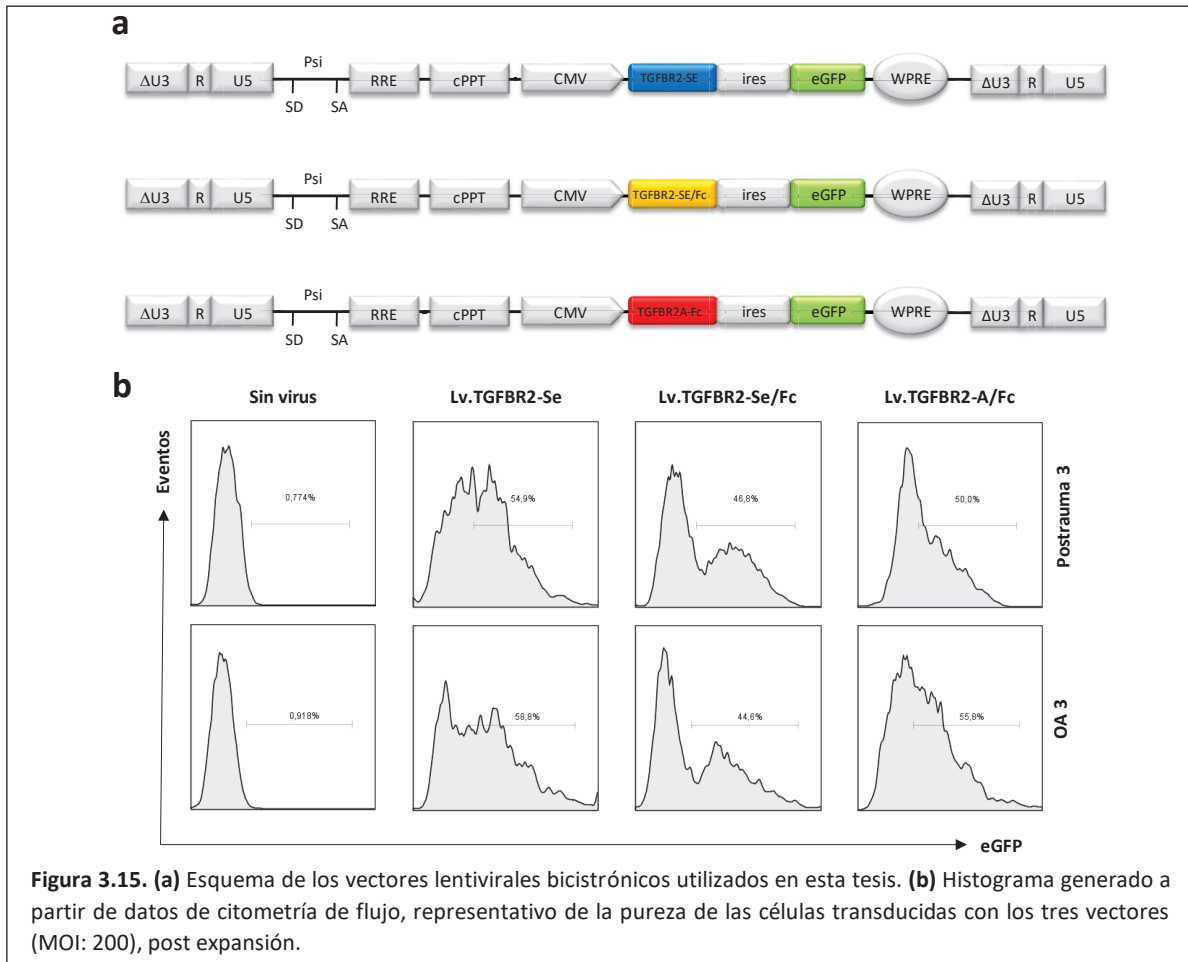 a
Psi
ΔU3 R U5 RRE cPPT CMV TGFBR2-SE ires eGFP WPRE ΔU3 R U5
SD SA
Psi
ΔU3 R U5 RRE cPPT CMV TGFBR2-SE/Fc ires eGFP WPRE ΔU3 R U5
SD SA
Psi
ΔU3 R U5 RRE cPPT CMV TGFBR2A-Fc ires eGFP WPRE ΔU3 R U5
SD SA
b
Sin virus Lv.TGFBR2-Se Lv.TGFBR2-Se/Fc Lv.TGFBR2-A/Fc
Eventos
0,774% 54,9% 46,8% 50,0%
Postrauma 3
0,918% 58,8% 44,6% 55,8%
OA 3
eGFP
Figura 3.15. (a) Esquema de los vectores lentivirales bicistrónicos utilizados en esta tesis. (b) Histograma generado a
partir de datos de citometría de flujo, representativo de la pureza de las células transducidas con los tres vectores
(MOI: 200), post expansión.